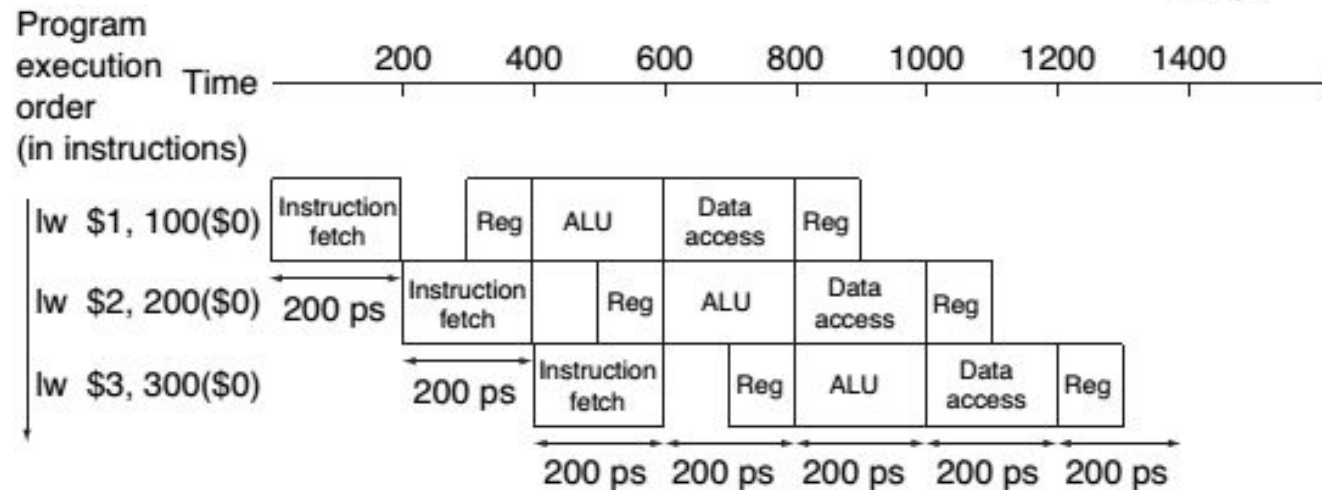 Program
execution
order
(in instructions)
Time
200 400 600 800 1000 1200 1400
lw $1, 100($0)
Instruction
fetch
Reg
ALU
Data
access
Reg
lw $2, 200($0)
200 ps
Instruction
fetch
Reg
ALU
Data
access
Reg
lw $3, 300($0)
200 ps
Instruction
fetch
Reg
ALU
Data
access
Reg
200 ps 200 ps 200 ps 200 ps 200 ps